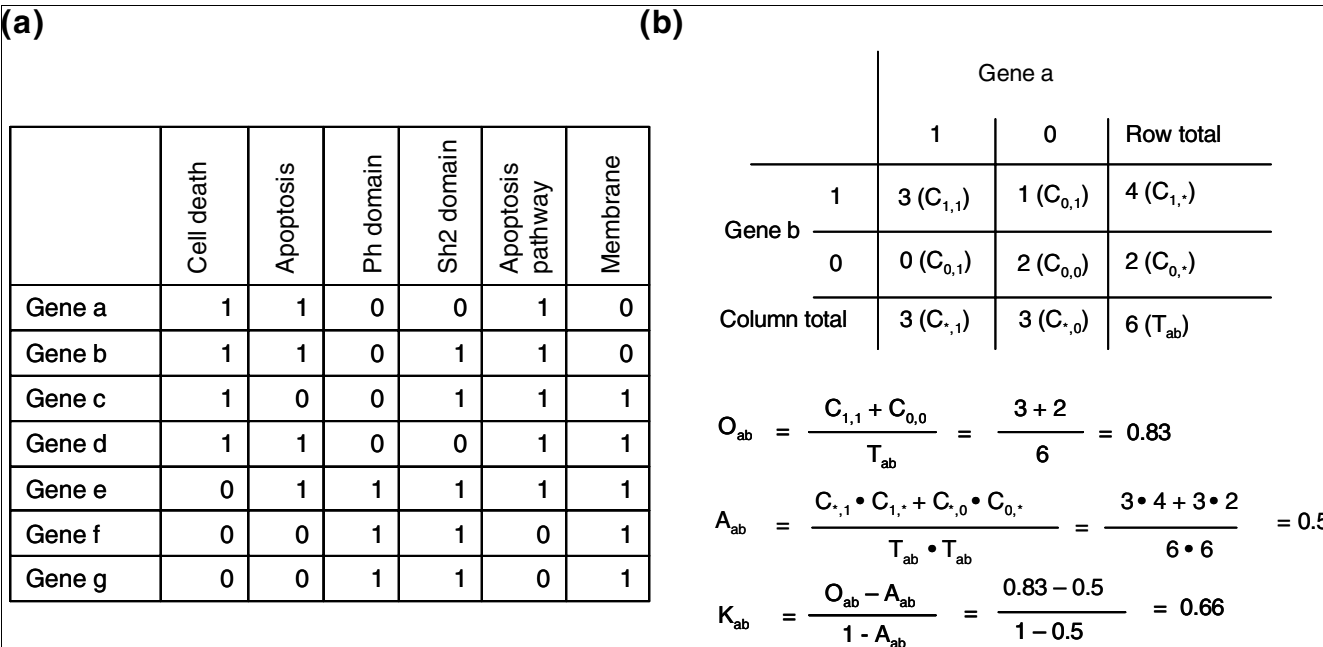 (a)
Cell death Apoptosis Ph domain Sh2 domain Apoptosis pathway Membrane
Gene a 1 1 0 0 1 0
Gene b 1 1 0 1 1 0
Gene c 1 0 0 1 1 1
Gene d 1 1 0 0 1 1
Gene e 0 1 1 1 1 1
Gene f 0 0 1 1 0 1
Gene g 0 0 1 1 0 1
(b)
Gene a
1 0 Row total
Gene b
1 3 (C1,1) 1 (C0,1) 4 (C1,*)
0 0 (C0,1) 2 (C0,0) 2 (C0,*)
Column total 3 (C*,1) 3 (C*,0) 6 (Tab)
Oab = (C1,1 + C0,0) / Tab = (3 + 2) / 6 = 0.83
Aab = (C*,1 • C1,* + C*,0 • C0,*) / (Tab • Tab) = (3 • 4 + 3 • 2) / (6 • 6) = 0.5
Kab = (Oab – Aab) / (1 - Aab) = (0.83 – 0.5) / (1 – 0.5) = 0.66